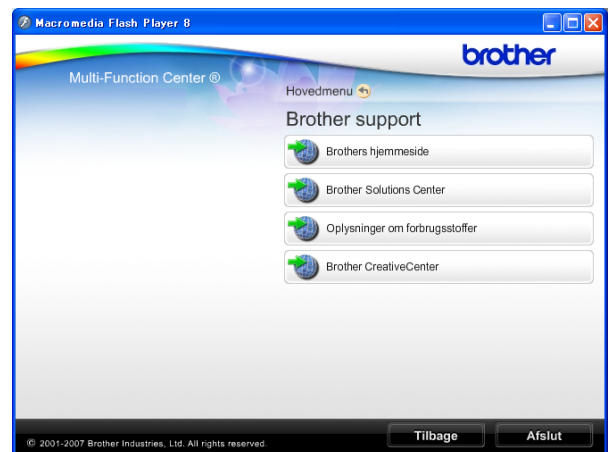 Macromedia Flash Player 8
brother
Multi-Function Center ®
Hovedmenu
Brother support
Brothers hjemmeside
Brother Solutions Center
Oplysninger om forbrugsstoffer
Brother CreativeCenter
© 2001-2007 Brother Industries, Ltd. All rights reserved.
Tilbage
Afslut